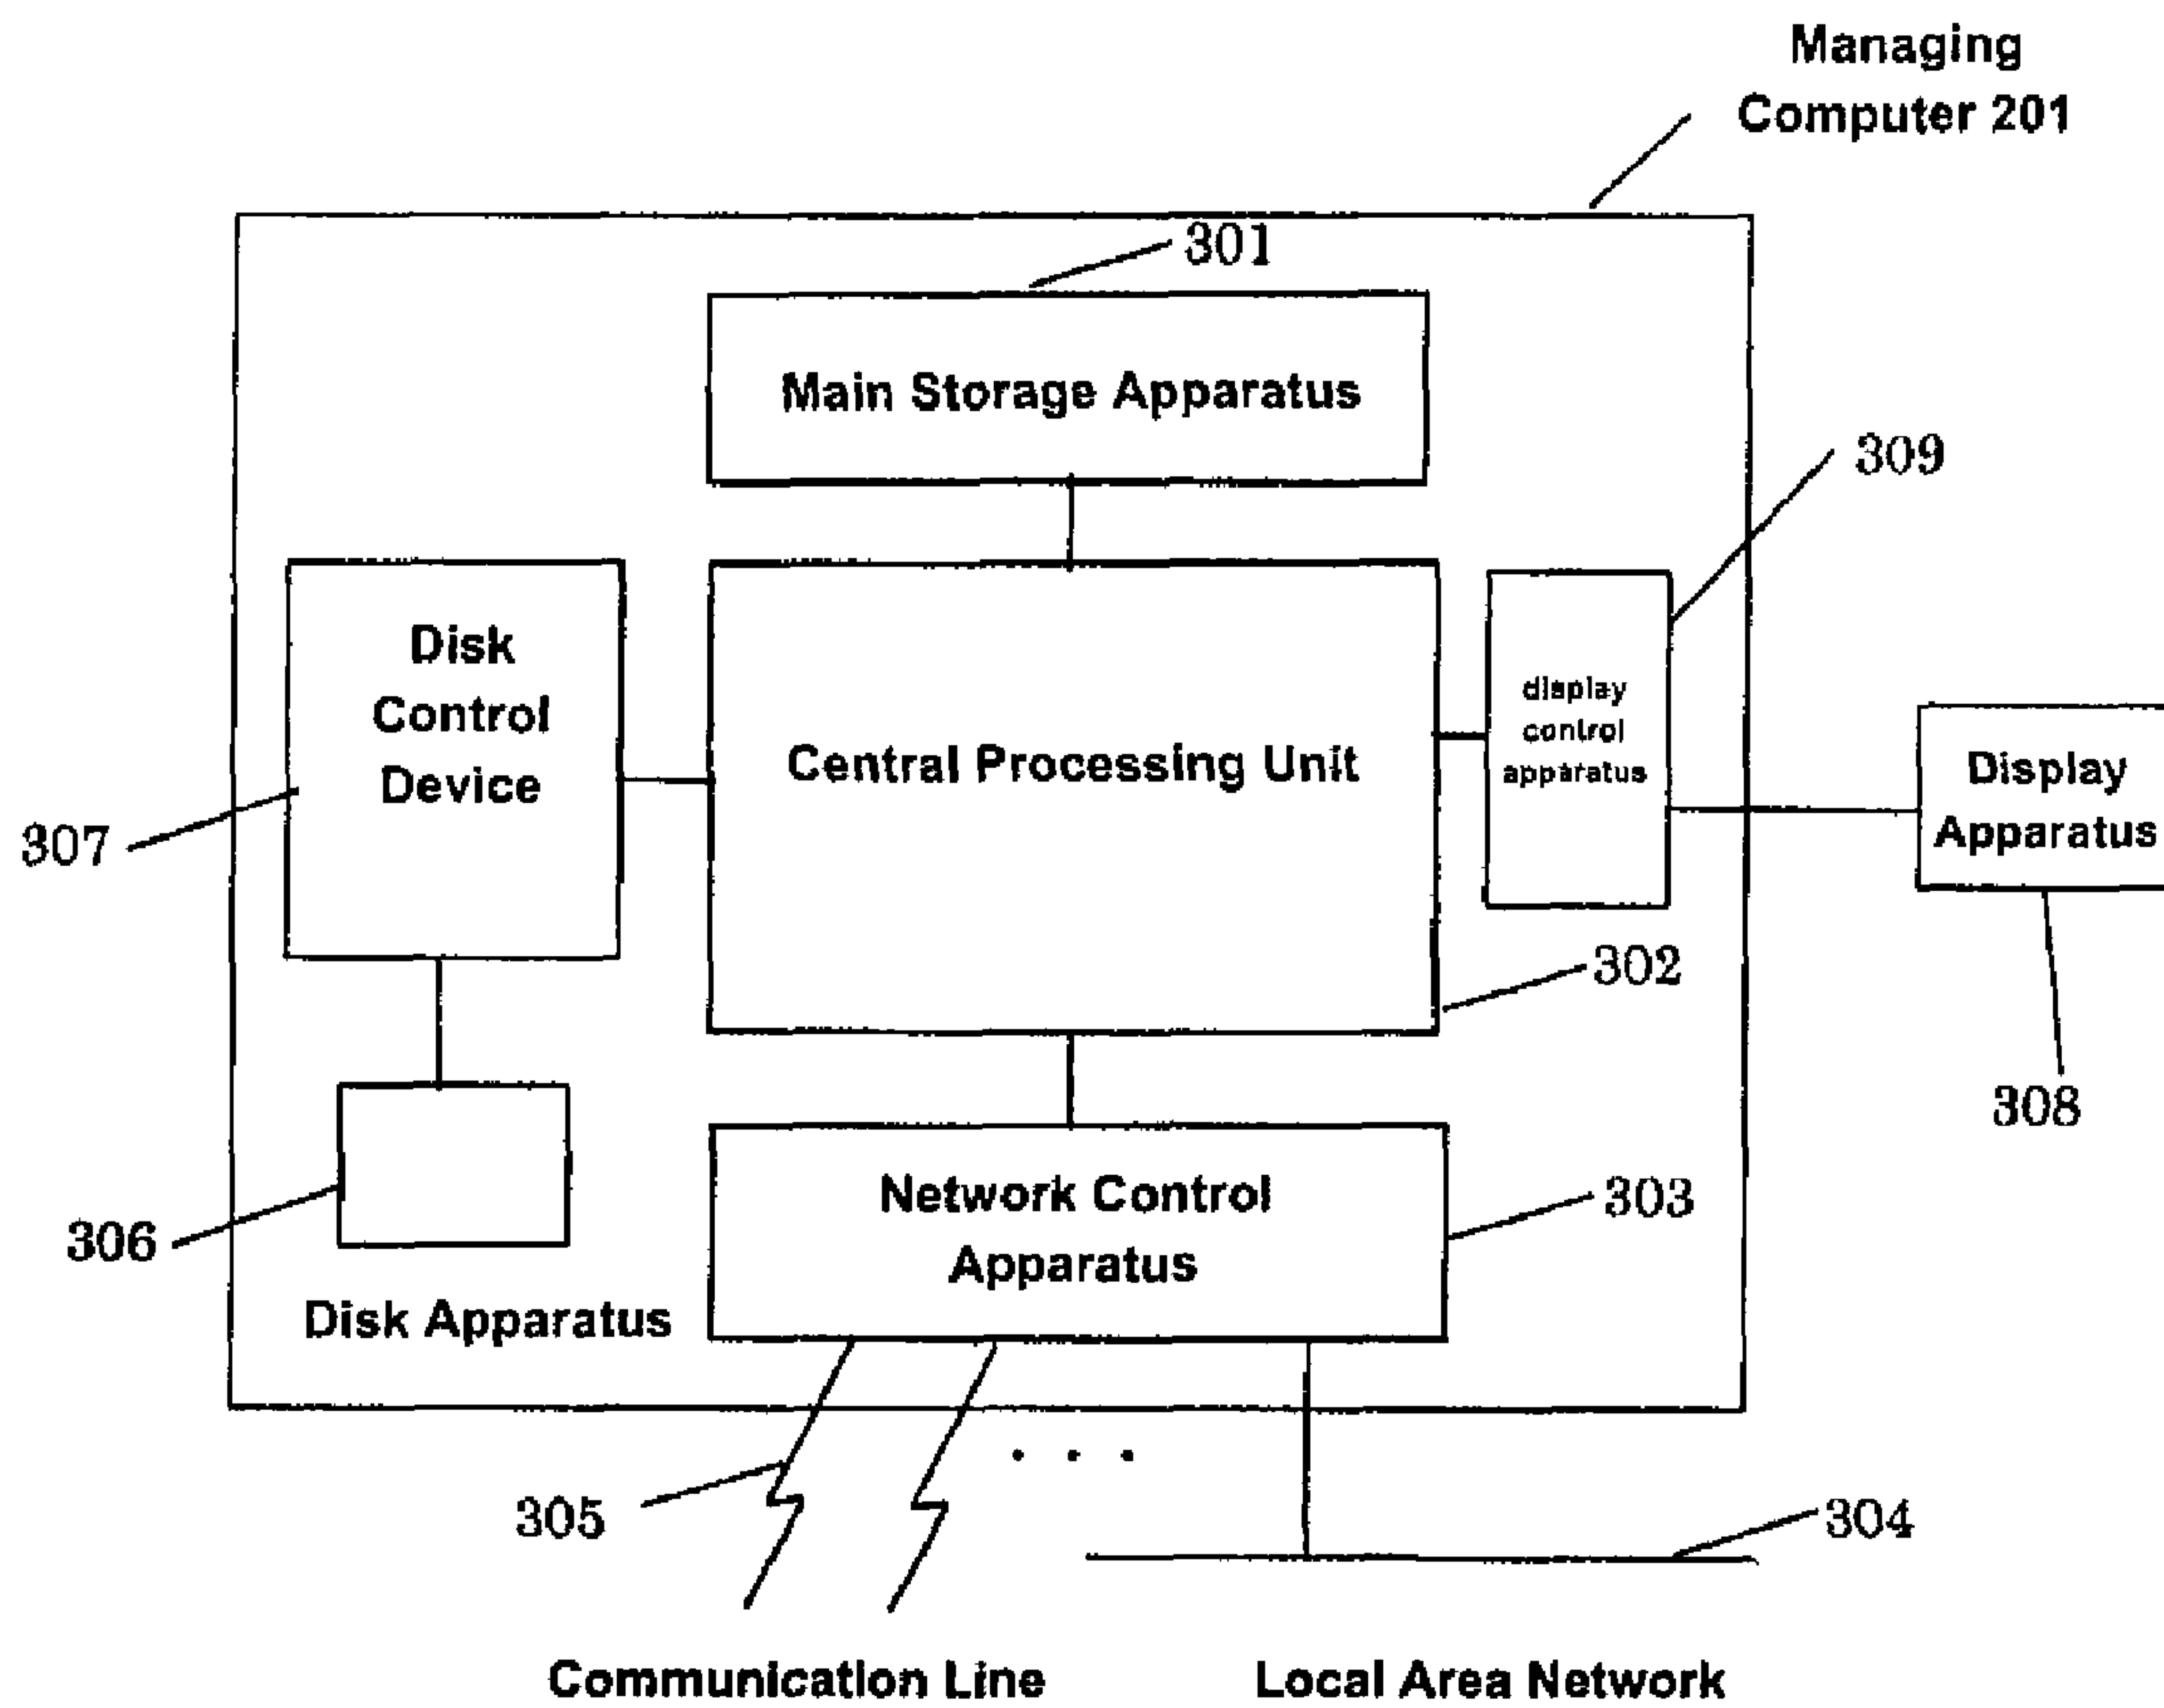 Managing
Computer 201
301
Main Storage Apparatus
309
Disk
Control
Device
Central Processing Unit
display
control
apparatus
Display
Apparatus
307
302
308
306
Network Control
Apparatus
303
Disk Apparatus
. . .
305
304
Communication Line
Local Area Network